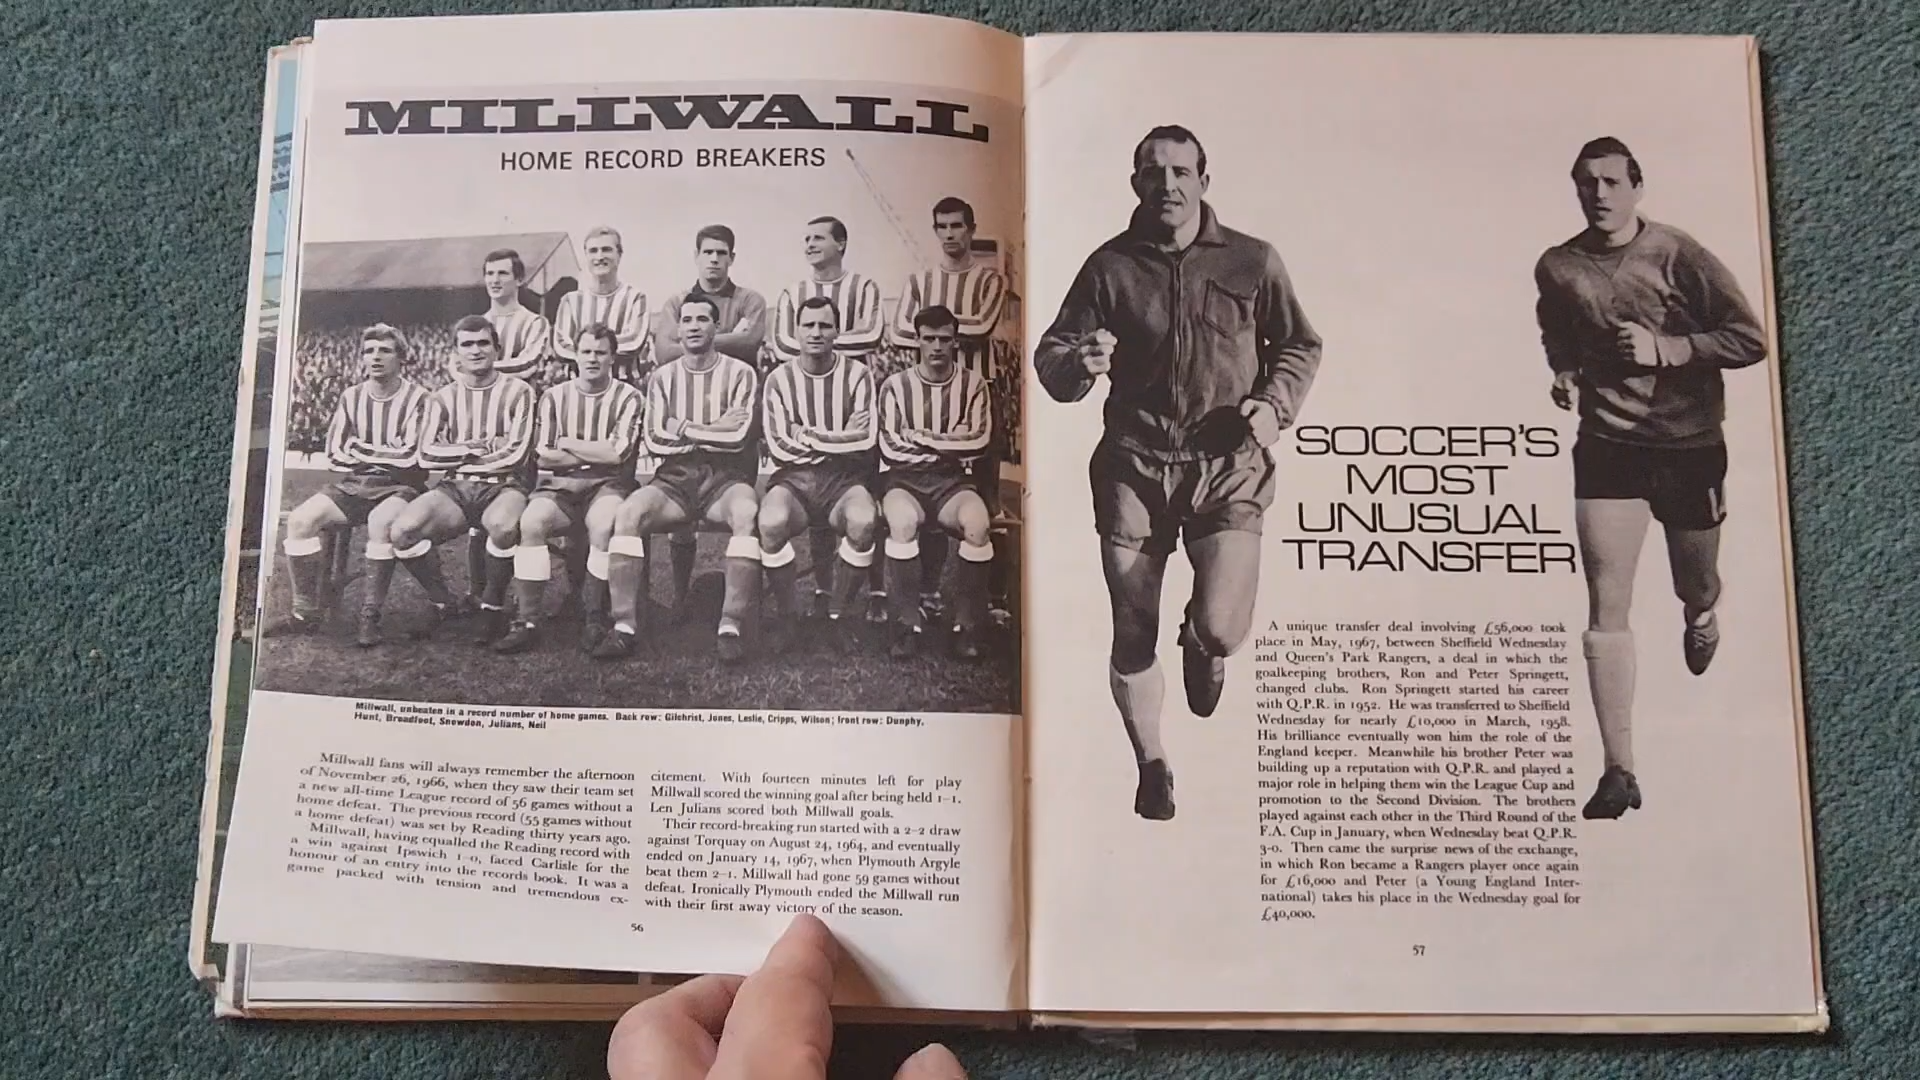 MILLWALL
HOME RECORD BREAKERS
Millwall, unbeaten in a record number of home games. Back row: Gilchrist, Jones, Leslie, Cripps, Wilson; front row: Dunphy,
Hunt, Broadfoot, Snowdon, Julians, Neil
Millwall fans will always remember the afternoon
of November 26, 1966, when they saw their team set
a new all-time League record of 56 games without a
home defeat. The previous record (55 games without
a home defeat) was set by Reading thirty years ago.
Millwall, having equalled the Reading record with
a win against Ipswich 1–0, faced Carlisle for the
honour of an entry into the records book. It was a
game packed with tension and tremendous ex-
citement. With fourteen minutes left for play
Millwall scored the winning goal after being held 1–1.
Len Julians scored both Millwall goals.
Their record-breaking run started with a 2–2 draw
against Torquay on August 24, 1964, and eventually
ended on January 14, 1967, when Plymouth Argyle
beat them 2–1. Millwall had gone 59 games without
defeat. Ironically Plymouth ended the Millwall run
with their first away victory of the season.
56
SOCCER'S
MOST
UNUSUAL
TRANSFER
A unique transfer deal involving £56,000 took
place in May, 1967, between Sheffield Wednesday
and Queen's Park Rangers, a deal in which the
goalkeeping brothers, Ron and Peter Springett,
changed clubs. Ron Springett started his career
with Q.P.R. in 1952. He was transferred to Sheffield
Wednesday for nearly £10,000 in March, 1958.
His brilliance eventually won him the role of the
England keeper. Meanwhile his brother Peter was
building up a reputation with Q.P.R. and played a
major role in helping them win the League Cup and
promotion to the Second Division. The brothers
played against each other in the Third Round of the
F.A. Cup in January, when Wednesday beat Q.P.R.
3-0. Then came the surprise news of the exchange,
in which Ron became a Rangers player once again
for £16,000 and Peter (a Young England Inter-
national) takes his place in the Wednesday goal for
£40,000.
57